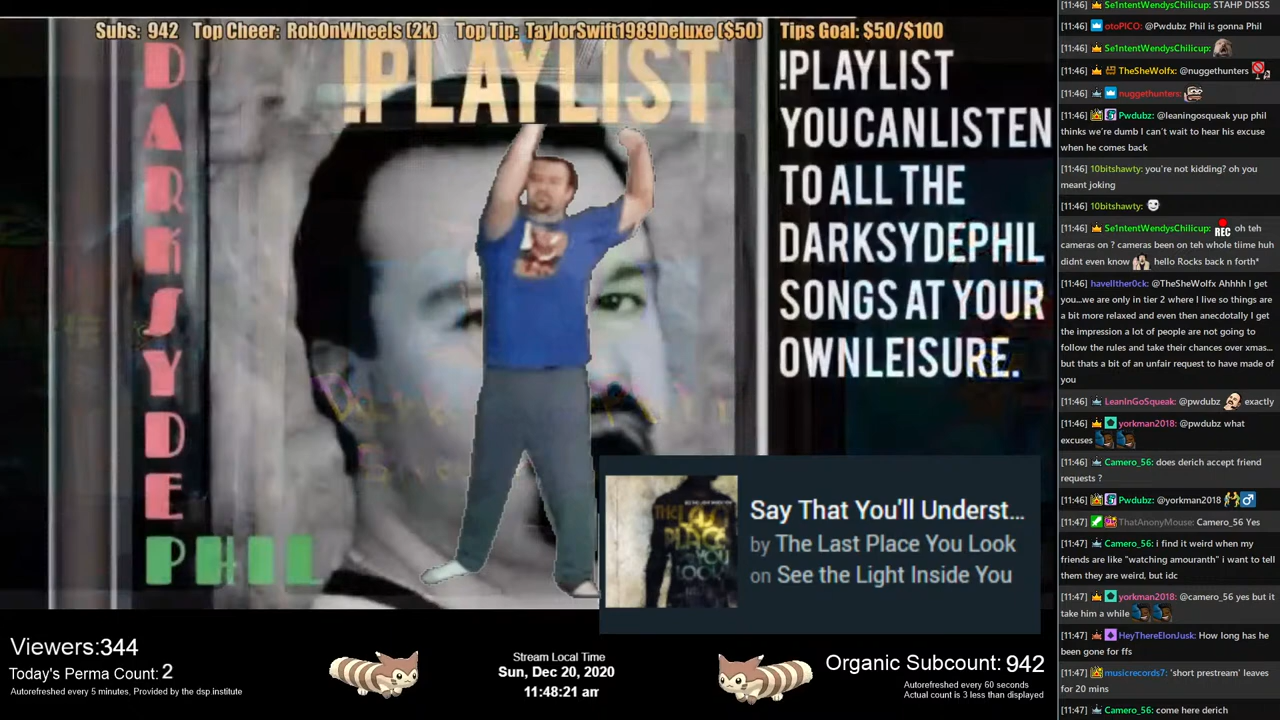 Subs: 942 Top Cheer: RobOnWheels (2k) Top Tip: TaylorSwift1989Deluxe ($50) Tips Goal: $50/$100
!PLAYLIST
DARKSYDE
PHIL
!PLAYLIST
YOU CAN LISTEN
TO ALL THE
DARKSYDEPHIL
SONGS AT YOUR
OWN LEISURE.
THE LAST
PLACE
YOU
LOOK
Say That You'll Underst...
by The Last Place You Look
on See the Light Inside You
Viewers:344
Today's Perma Count: 2
Autorefreshed every 5 minutes, Provided by the dsp institute
Stream Local Time
Sun, Dec 20, 2020
11:48:21 am
Organic Subcount: 942
Autorefreshed every 60 seconds
Actual count is 3 less than displayed
[11:46] Se1ntentWendysChilicup: STAHP DISSS
[11:46] otoPICO: @Pwdubz Phil is gonna Phil
[11:46] Se1ntentWendysChilicup:
[11:46] TheSheWolfx: @nuggethunters
[11:46] nuggethunters:
[11:46] Pwdubz: @leaningosqueak yup phil
thinks we're dumb I can't wait to hear his excuse
when he comes back
[11:46] 10bitshawty: you're not kidding? oh you
meant joking
[11:46] 10bitshawty:
[11:46] Se1ntentWendysChilicup: REC oh teh
cameras on ? cameras been on teh whole tiime huh
didnt even know hello Rocks back n forth*
[11:46] havellther0ck: @TheSheWolfx Ahhhh I get
you...we are only in tier 2 where I live so things are
a bit more relaxed and even then anecdotally I get
the impression a lot of people are not going to
follow the rules and take their chances over xmas...
but thats a bit of an unfair request to have made of
you
[11:46] LeanInGoSqueak: @pwdubz exactly
[11:46] yorkman2018: @pwdubz what
excuses
[11:46] Camero_56: does derich accept friend
requests ?
[11:46] Pwdubz: @yorkman2018
[11:47] ThatAnonyMouse: Camero_56 Yes
[11:47] Camero_56: i find it weird when my
friends are like "watching amouranth" i want to tell
them they are weird, but idc
[11:47] yorkman2018: @camero_56 yes but it
take him a while
[11:47] HeyThereElonJusk: How long has he
been gone for ffs
[11:47] musicrecords7: 'short prestream' leaves
for 20 mins
[11:47] Camero_56: come here derich